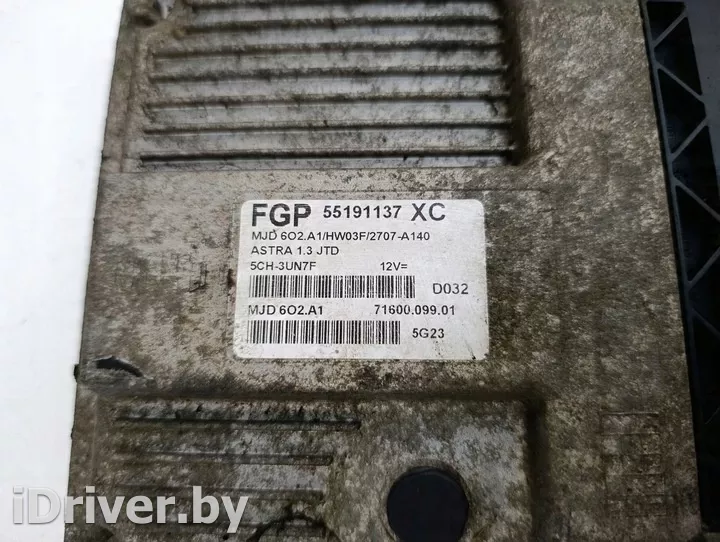 FGP 55191137 XC
MJD 6O2.A1/HW03F/2707-A140
ASTRA 1.3 JTD
5CH-3UN7F 12V=
D032
MJD 6O2.A1 71600.099.01
5G23
iDriver.by